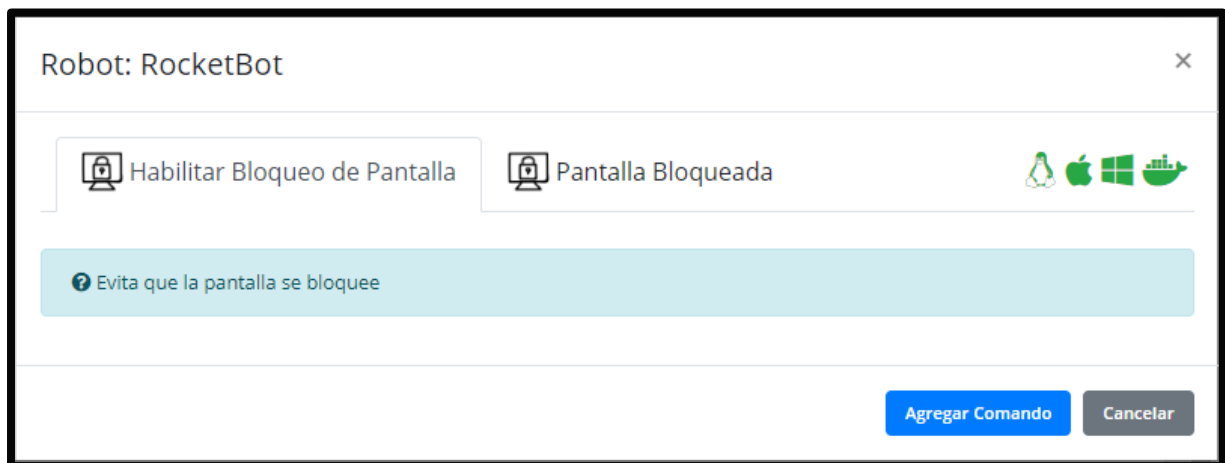 Robot: RocketBot
×
Habilitar Bloqueo de Pantalla
Pantalla Bloqueada
Evita que la pantalla se bloquee
Agregar Comando
Cancelar